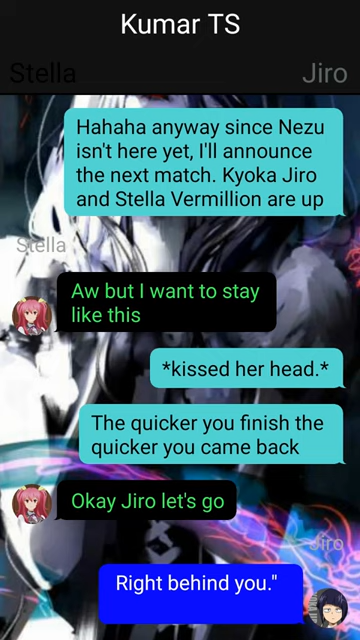 Kumar TS
Stella
Jiro
Hahaha anyway since Nezu
isn't here yet, I'll announce
the next match. Kyoka Jiro
and Stella Vermillion are up
Stella
Aw but I want to stay
like this
*kissed her head.*
The quicker you finish the
quicker you came back
Okay Jiro let's go
Jiro
Right behind you."